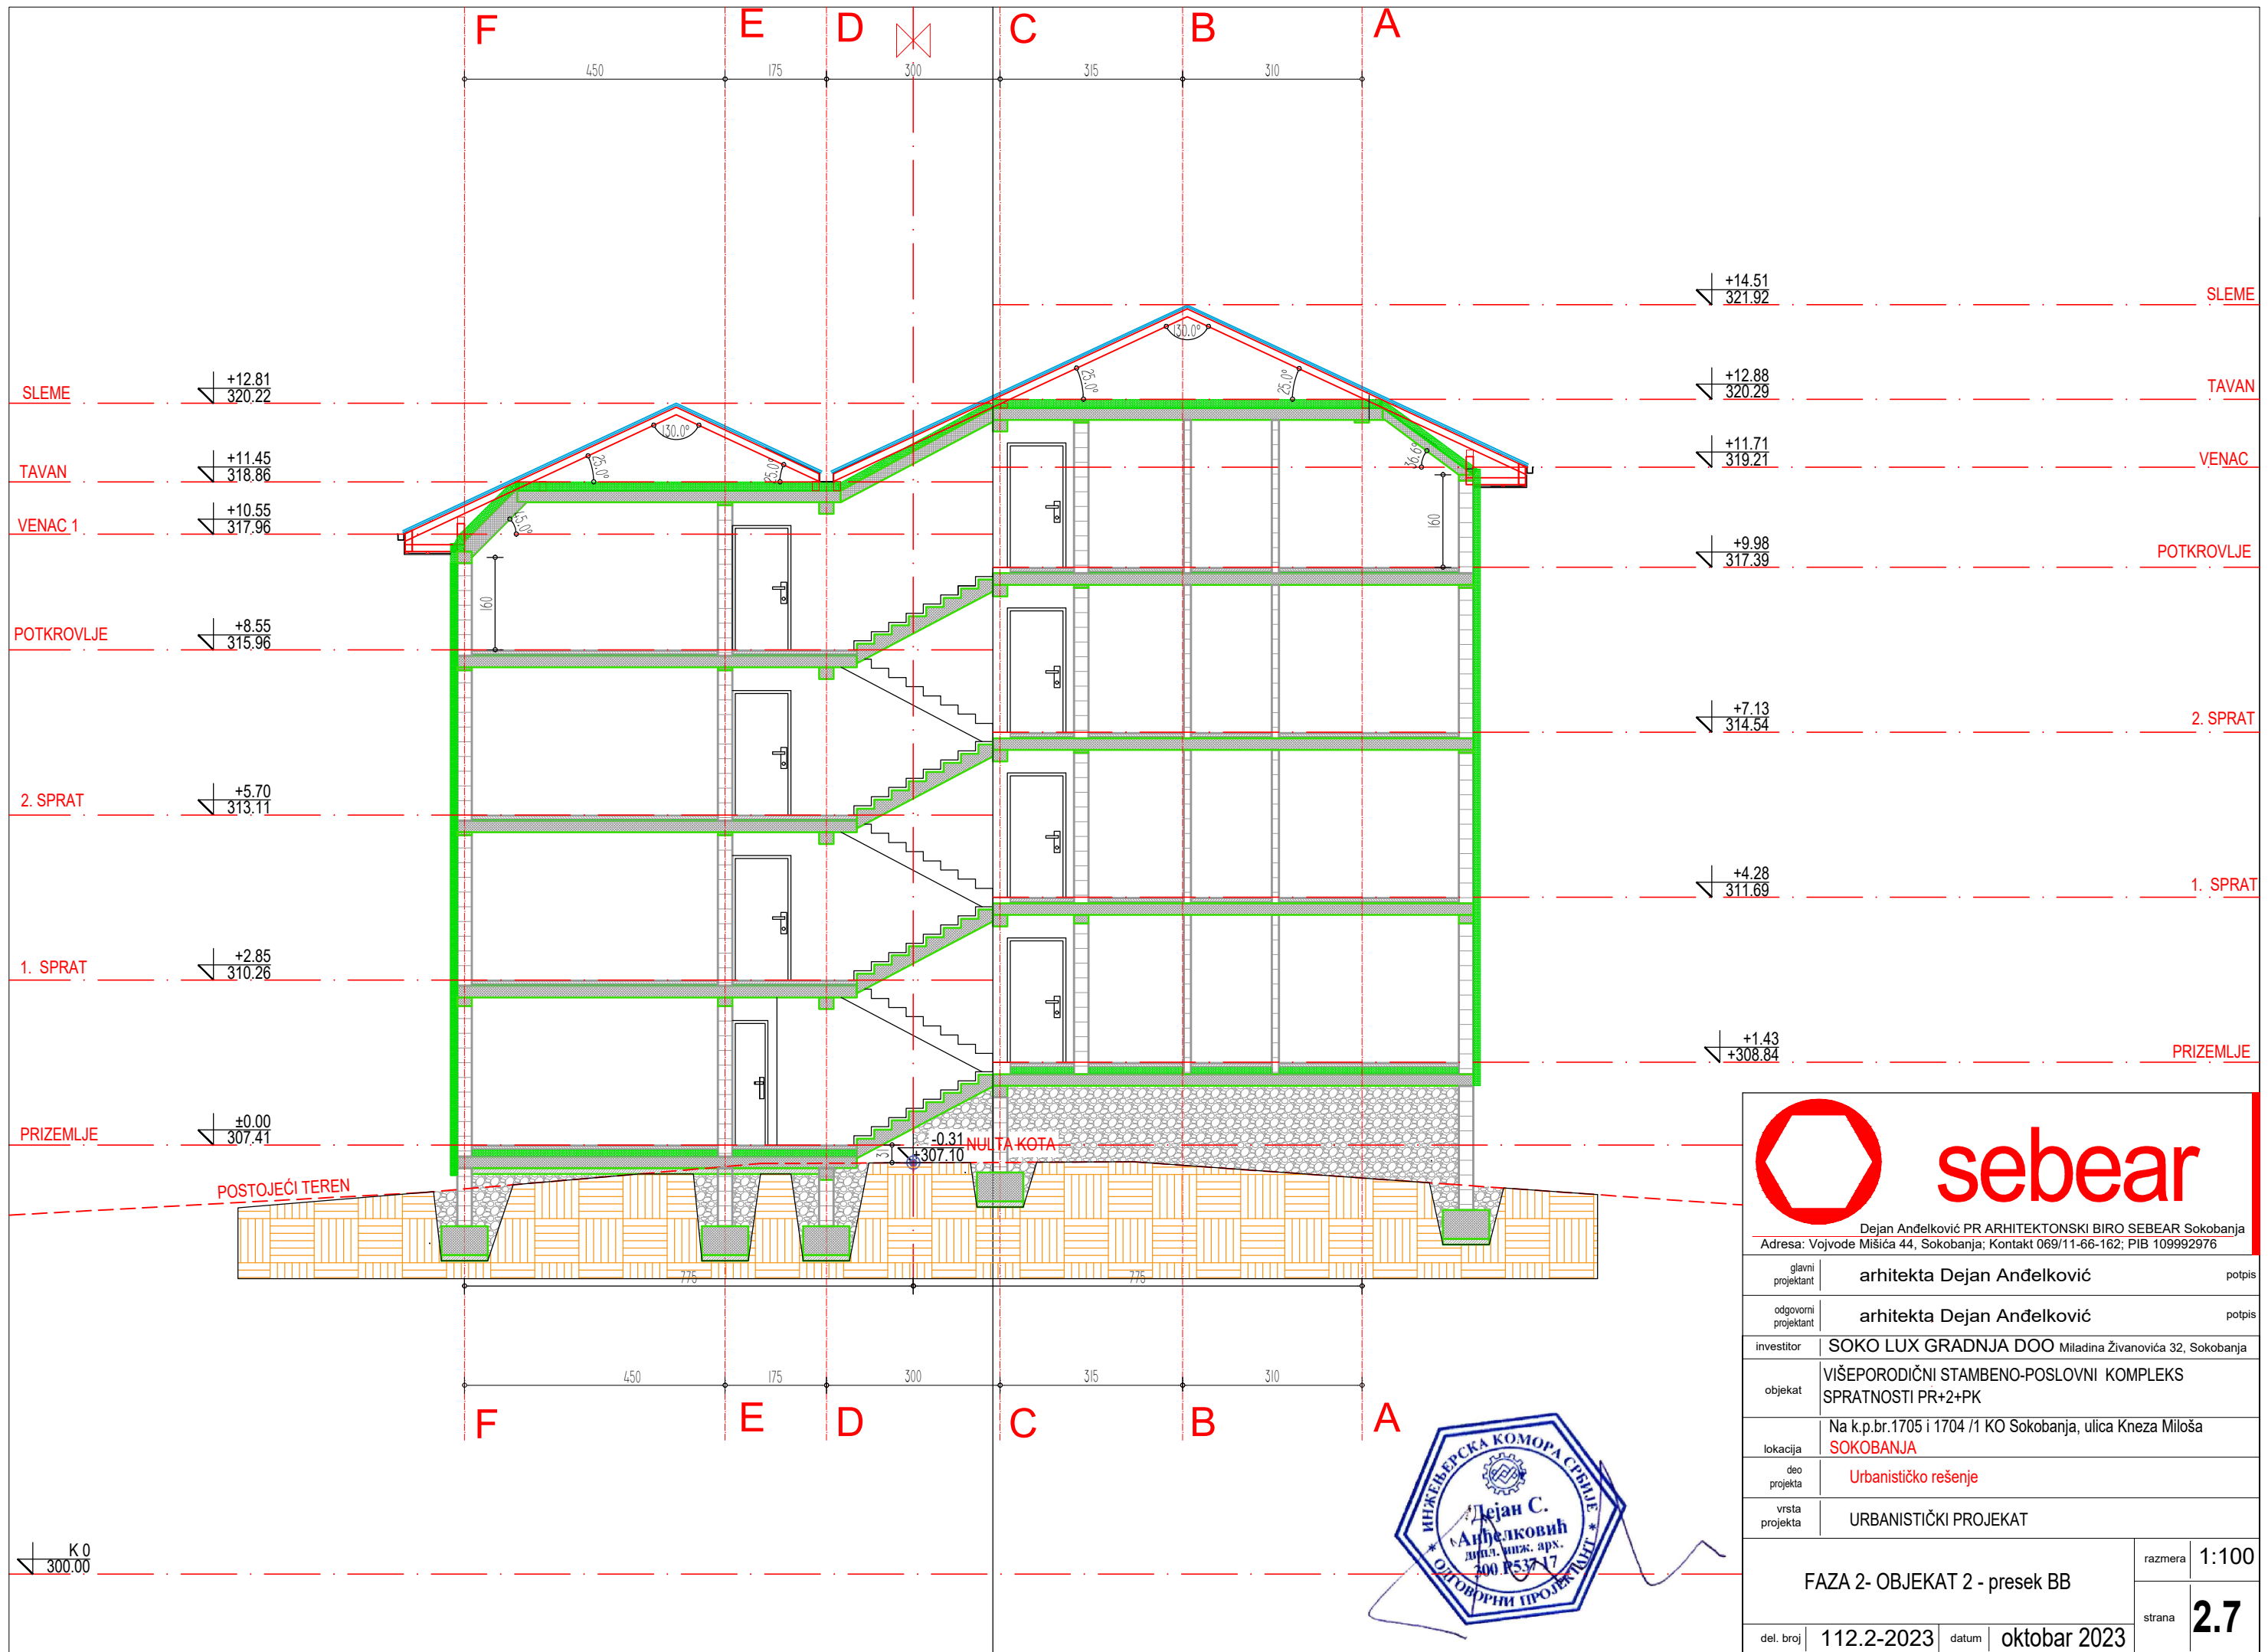 F
E
D
C
B
A
450
175
300
315
310
+14.51
321.92
SLEME
130.0°
25.0°
25.0°
+12.81
320.22
SLEME
+12.88
320.29
TAVAN
130.0°
25.0°
25.0°
36.6°
+11.45
318.86
TAVAN
+11.71
319.21
VENAC
+10.55
317.96
VENAC 1
45.0°
160
160
+9.98
317.39
POTKROVLJE
+8.55
315.96
POTKROVLJE
+7.13
314.54
2. SPRAT
+5.70
313.11
2. SPRAT
+4.28
311.69
1. SPRAT
+2.85
310.26
1. SPRAT
+1.43
+308.84
PRIZEMLJE
±0.00
307.41
PRIZEMLJE
31
-0.31
+307.10
NULTA KOTA
POSTOJEĆI TEREN
775
775
450
175
300
315
310
F
E
D
C
B
A
K 0
300.00
ИНЖЕЊЕРСКА КОМОРА СРБИЈЕ
Дејан С.
Анђелковић
дипл. инж. арх.
300 P537 17
* ОДГОВОРНИ ПРОЈЕКТАНТ *
sebear
Dejan Anđelković PR ARHITEKTONSKI BIRO SEBEAR Sokobanja
Adresa: Vojvode Mišića 44, Sokobanja; Kontakt 069/11-66-162; PIB 109992976
glavni projektant arhitekta Dejan Anđelković potpis
odgovorni projektant arhitekta Dejan Anđelković potpis
investitor SOKO LUX GRADNJA DOO Miladina Živanovića 32, Sokobanja
objekat VIŠEPORODIČNI STAMBENO-POSLOVNI KOMPLEKS
SPRATNOSTI PR+2+PK
Na k.p.br.1705 i 1704 /1 KO Sokobanja, ulica Kneza Miloša
lokacija SOKOBANJA
deo projekta Urbanističko rešenje
vrsta projekta URBANISTIČKI PROJEKAT
FAZA 2- OBJEKAT 2 - presek BB
razmera 1:100
strana 2.7
del. broj 112.2-2023 datum oktobar 2023